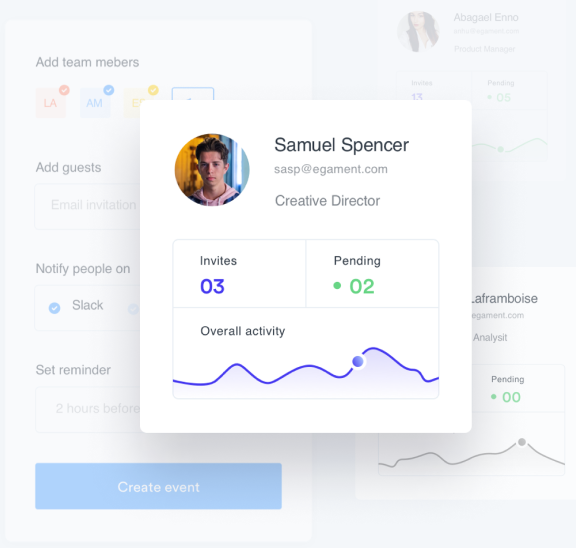 Add team mebers
LA
AM
Add guests
Email invitation
Notify people on
Slack
Set reminder
2 hours before
Create event
Samuel Spencer
sasp@egament.com
Creative Director
Invites
03
Pending
02
Overall activity
Abagael Enno
Product Manager
Invites
13
Pending
05
Laframboise
egament.com
Analysit
Pending
00